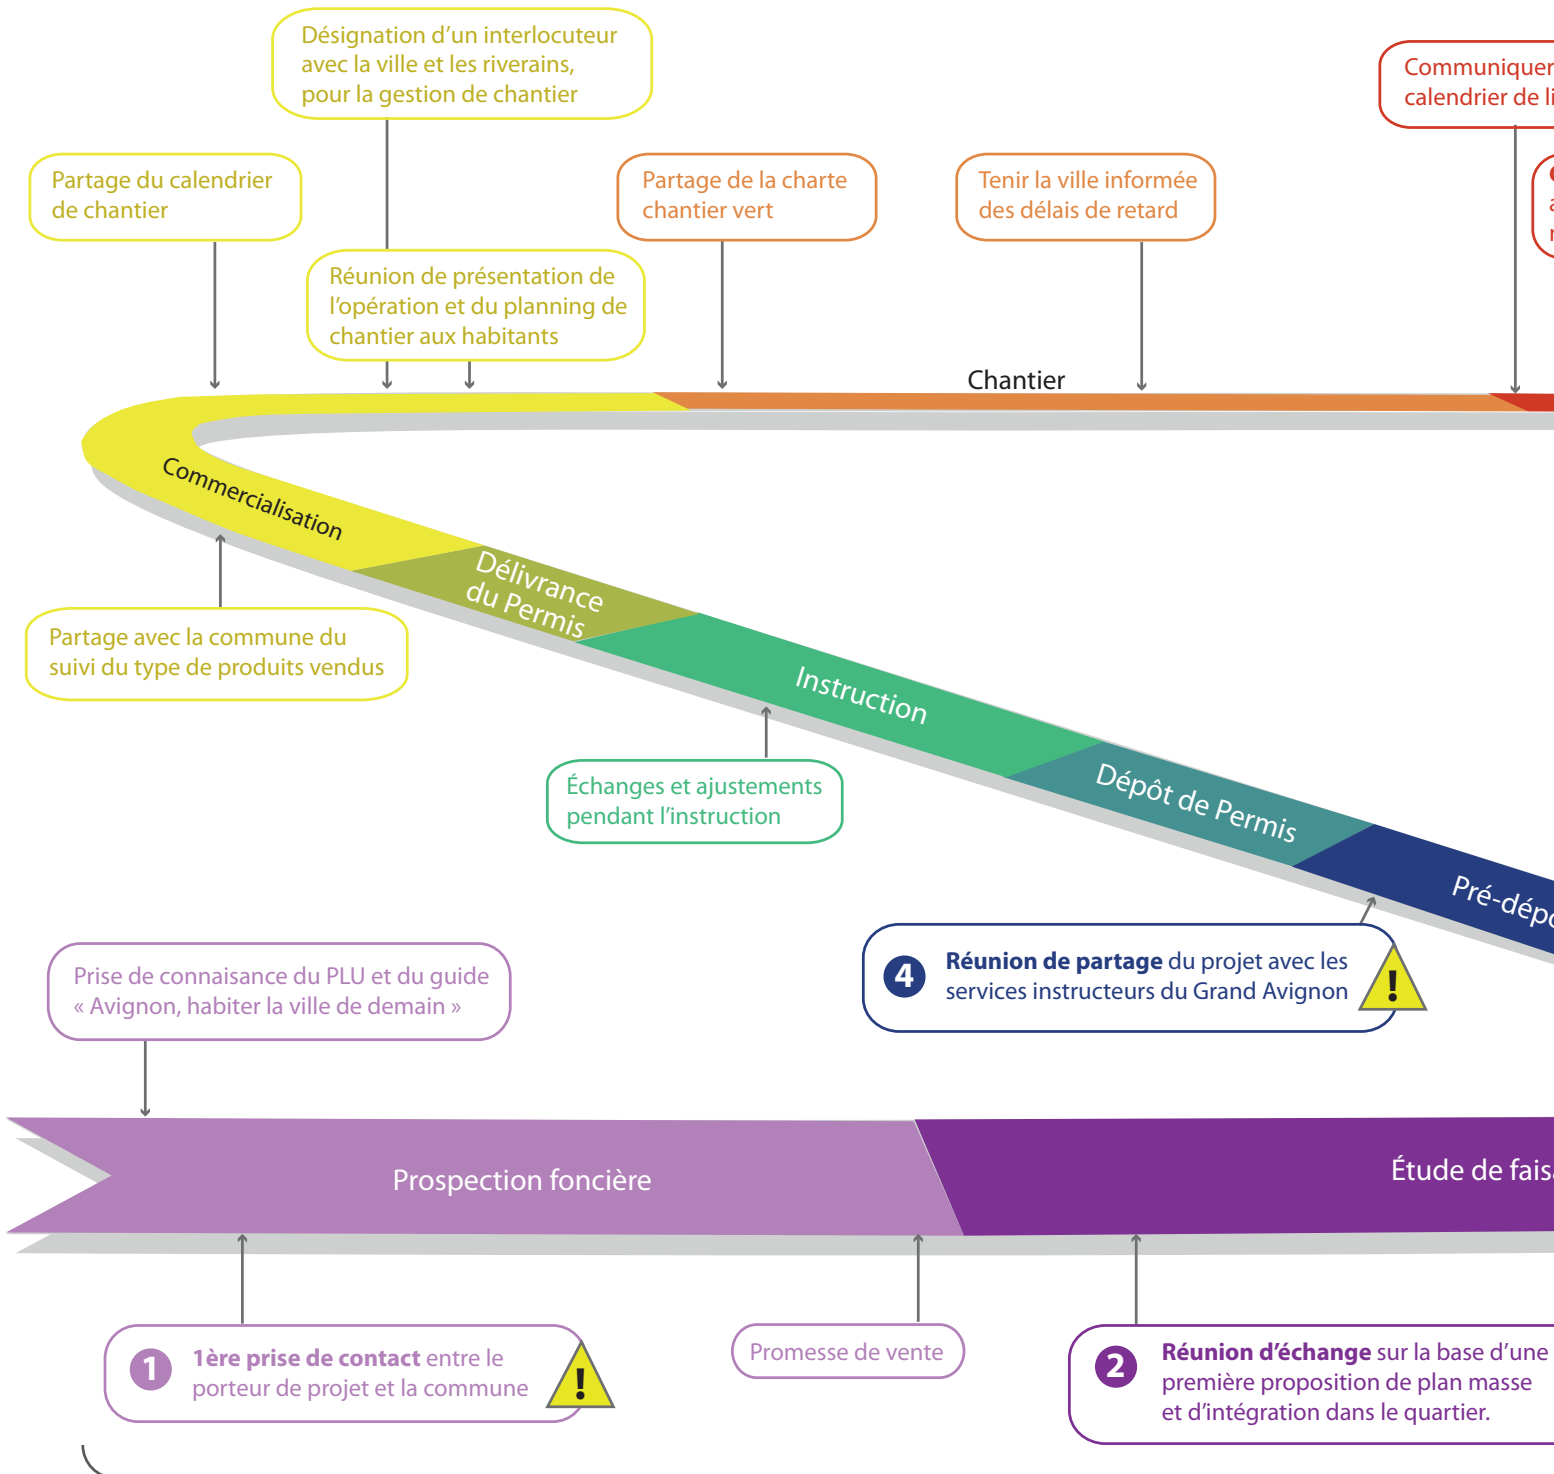 Désignation d'un interlocuteur
avec la ville et les riverains,
pour la gestion de chantier
Communiquer
calendrier de
Partage du calendrier
de chantier
Partage de la charte
chantier vert
Tenir la ville informée
des délais de retard
Réunion de présentation de
l'opération et du planning de
chantier aux habitants
Chantier
Commercialisation
Délivrance
du Permis
Partage avec la commune du
suivi du type de produits vendus
Instruction
Échanges et ajustements
pendant l'instruction
Dépôt de Permis
Pré-dépô
4 Réunion de partage du projet avec les
services instructeurs du Grand Avignon
!
Prise de connaisance du PLU et du guide
« Avignon, habiter la ville de demain »
Prospection foncière
Étude de
1 1ère prise de contact entre le
porteur de projet et la commune
!
Promesse de vente
2 Réunion d'échange sur la base d'une
première proposition de plan masse
et d'intégration dans le quartier.